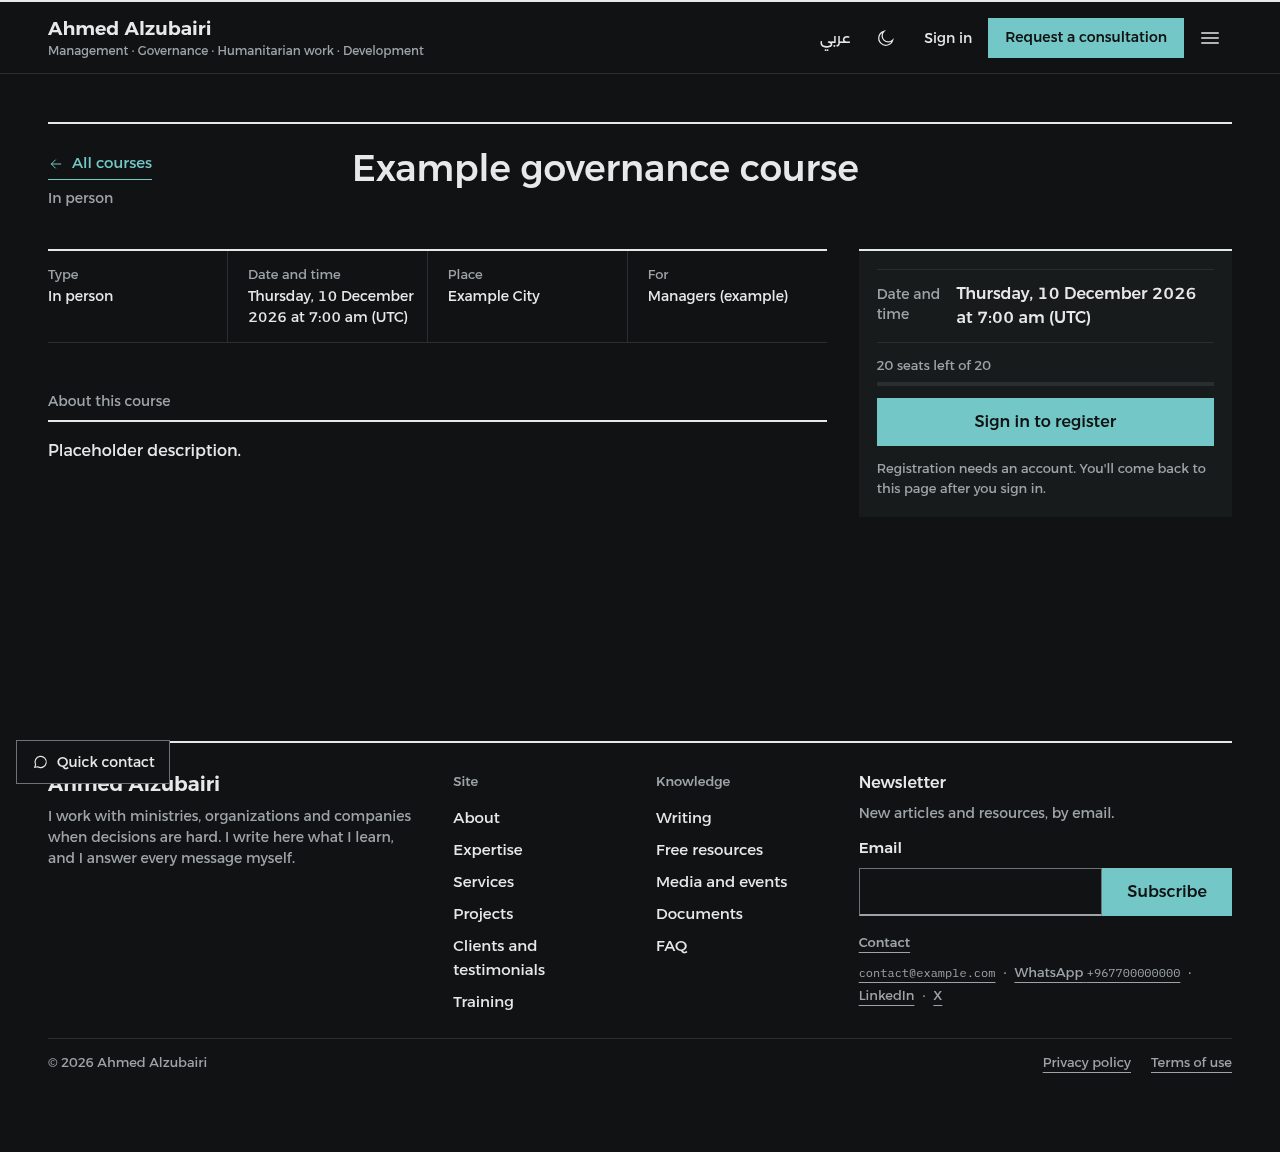 Ahmed Alzubairi
Management · Governance · Humanitarian work · Development
عربي
Sign in
Request a consultation
← All courses
In person
Example governance course
Type
In person
Date and time
Thursday, 10 December
2026 at 7:00 am (UTC)
Place
Example City
For
Managers (example)
About this course
Placeholder description.
Date and
time
Thursday, 10 December 2026
at 7:00 am (UTC)
20 seats left of 20
Sign in to register
Registration needs an account. You'll come back to
this page after you sign in.
Quick contact
Ahmed Alzubairi
I work with ministries, organizations and companies
when decisions are hard. I write here what I learn,
and I answer every message myself.
Site
About
Expertise
Services
Projects
Clients and
testimonials
Training
Knowledge
Writing
Free resources
Media and events
Documents
FAQ
Newsletter
New articles and resources, by email.
Email
Subscribe
Contact
contact@example.com · WhatsApp +967700000000 ·
LinkedIn · X
© 2026 Ahmed Alzubairi
Privacy policy
Terms of use